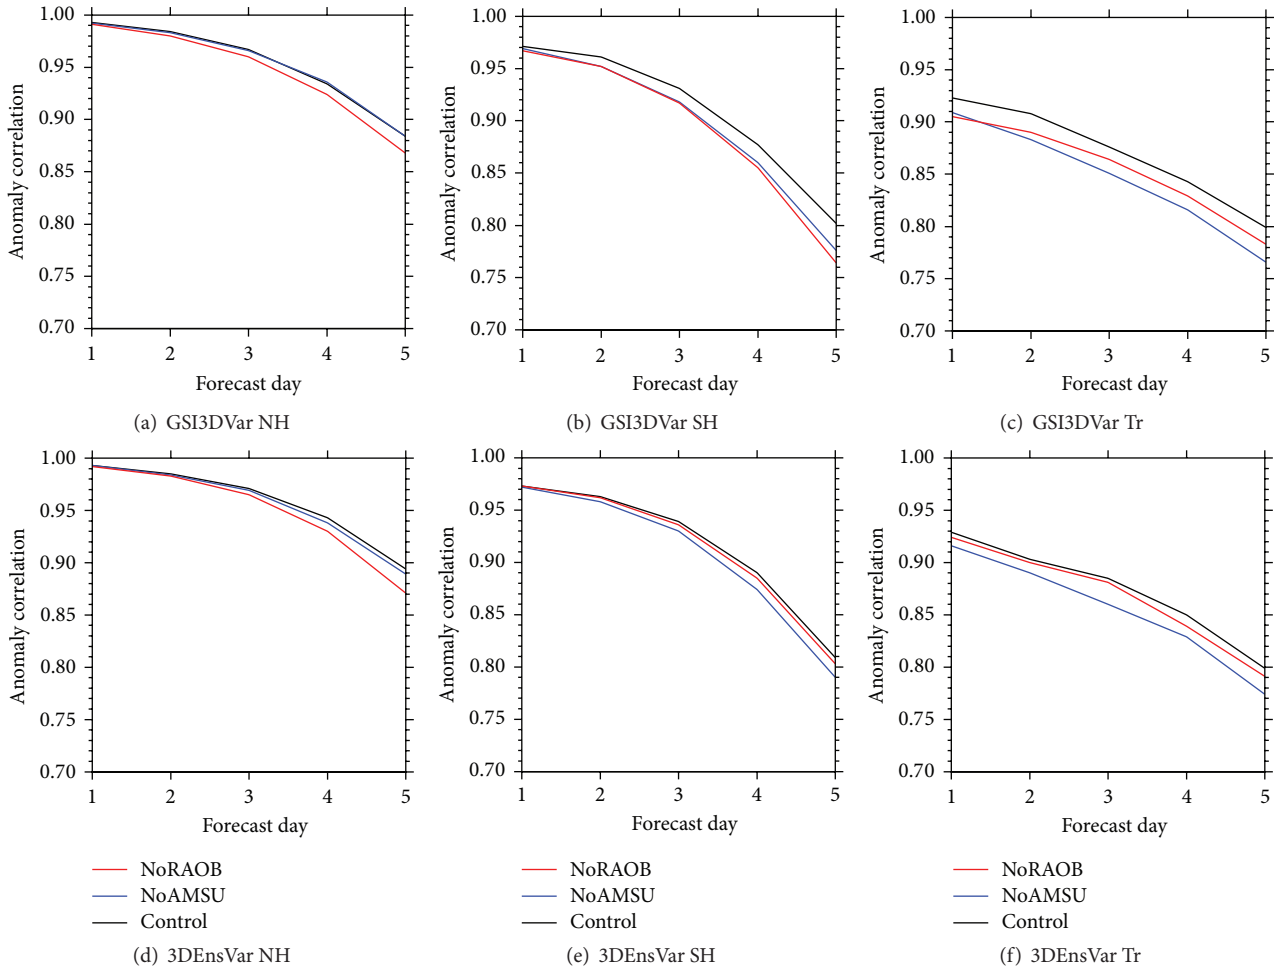 1.00
0.95
0.90
0.85
0.80
0.75
0.70
Anomaly correlation
1 2 3 4 5
Forecast day
(a) GSI3DVar NH
1.00
0.95
0.90
0.85
0.80
0.75
0.70
Anomaly correlation
1 2 3 4 5
Forecast day
(b) GSI3DVar SH
1.00
0.95
0.90
0.85
0.80
0.75
0.70
Anomaly correlation
1 2 3 4 5
Forecast day
(c) GSI3DVar Tr
1.00
0.95
0.90
0.85
0.80
0.75
0.70
Anomaly correlation
1 2 3 4 5
Forecast day
NoRAOB
NoAMSU
Control
(d) 3DEnsVar NH
1.00
0.95
0.90
0.85
0.80
0.75
0.70
Anomaly correlation
1 2 3 4 5
Forecast day
NoRAOB
NoAMSU
Control
(e) 3DEnsVar SH
1.00
0.95
0.90
0.85
0.80
0.75
0.70
Anomaly correlation
1 2 3 4 5
Forecast day
NoRAOB
NoAMSU
Control
(f) 3DEnsVar Tr